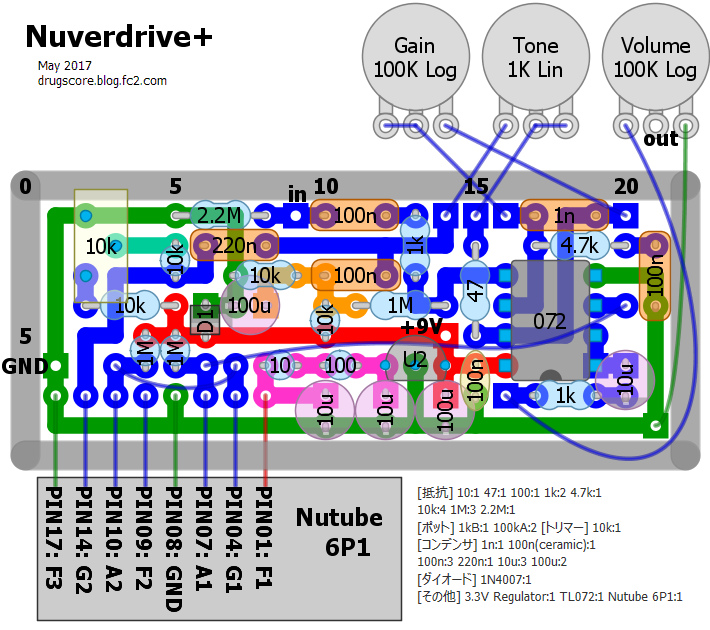 Nuverdrive+
May 2017
drugscore.blog.fc2.com
Gain
100K Log
Tone
1K Lin
Volume
100K Log
out
0
5
in
10
15
20
2.2M
100n
1n
10k
220n
10k
1k
4.7k
10k
100n
47
100n
10k
D1
100u
10k
1M
072
5
+9V
GND
1M
1M
10
100
U2
100n
10u
10u
10u
100u
1k
PIN17: F3
PIN14: G2
PIN10: A2
PIN09: F2
PIN08: GND
PIN07: A1
PIN04: G1
PIN01: F1
Nutube
6P1
[抵抗] 10:1 47:1 100:1 1k:2 4.7k:1
10k:4 1M:3 2.2M:1
[ポット] 1kB:1 100kA:2 [トリマー] 10k:1
[コンデンサ] 1n:1 100n(ceramic):1
100n:3 220n:1 10u:3 100u:2
[ダイオード] 1N4007:1
[その他] 3.3V Regulator:1 TL072:1 Nutube 6P1:1